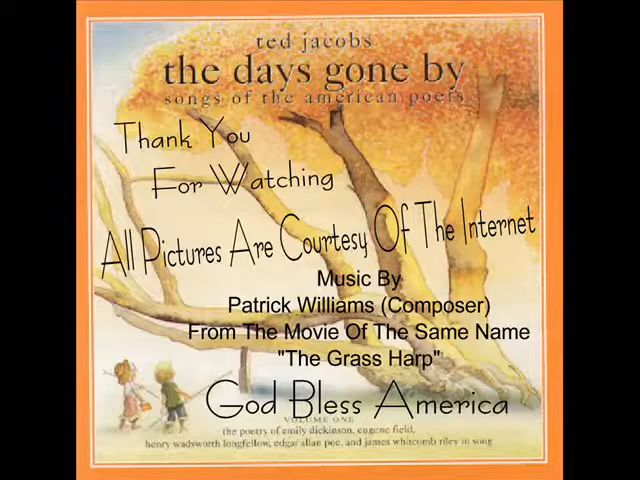 ted jacobs
the days gone by
songs of the american poets
Thank You
For Watching
All Pictures Are Courtesy Of The Internet
Music By
Patrick Williams (Composer)
From The Movie Of The Same Name
"The Grass Harp"
God Bless America
VOLUME ONE
the poetry of emily dickinson, eugene field,
henry wadsworth longfellow, edgar allan poe, and james whitcomb riley in song